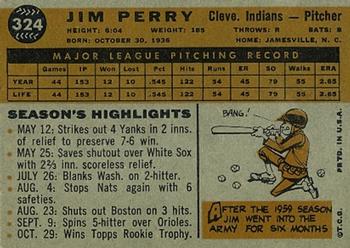 324
JIM PERRY
Cleve. Indians — Pitcher
HEIGHT: 6:04 WEIGHT: 185 THROWS: R BATS: B
BORN: OCTOBER 30, 1936 HOME: JAMESVILLE, N. C.
MAJOR LEAGUE PITCHING RECORD
Games IP Won Lost Pct. SO Runs ER BB ERA
YEAR 44 153 12 10 .545 122 54 45 55 2.65
LIFE 44 153 12 10 .545 122 54 45 55 2.65
SEASON'S HIGHLIGHTS
MAY 12: Strikes out 4 Yanks in 2 inns.
of relief to preserve 7-6 win.
MAY 25: Saves shutout over White Sox
with 2⅔ inn. scoreless relief.
JULY 26: Blanks Wash. on 2-hitter.
AUG. 4: Stops Nats again with 6
safeties.
AUG. 23: Shuts out Boston on 3 hits.
SEPT. 9: Spins 5-hitter over Orioles.
OCT. 29: Wins Topps Rookie Trophy.
BANG!
AFTER THE 1959 SEASON
JIM WENT INTO THE
ARMY FOR SIX MONTHS
©T.C.G. PRTD. IN U.S.A.